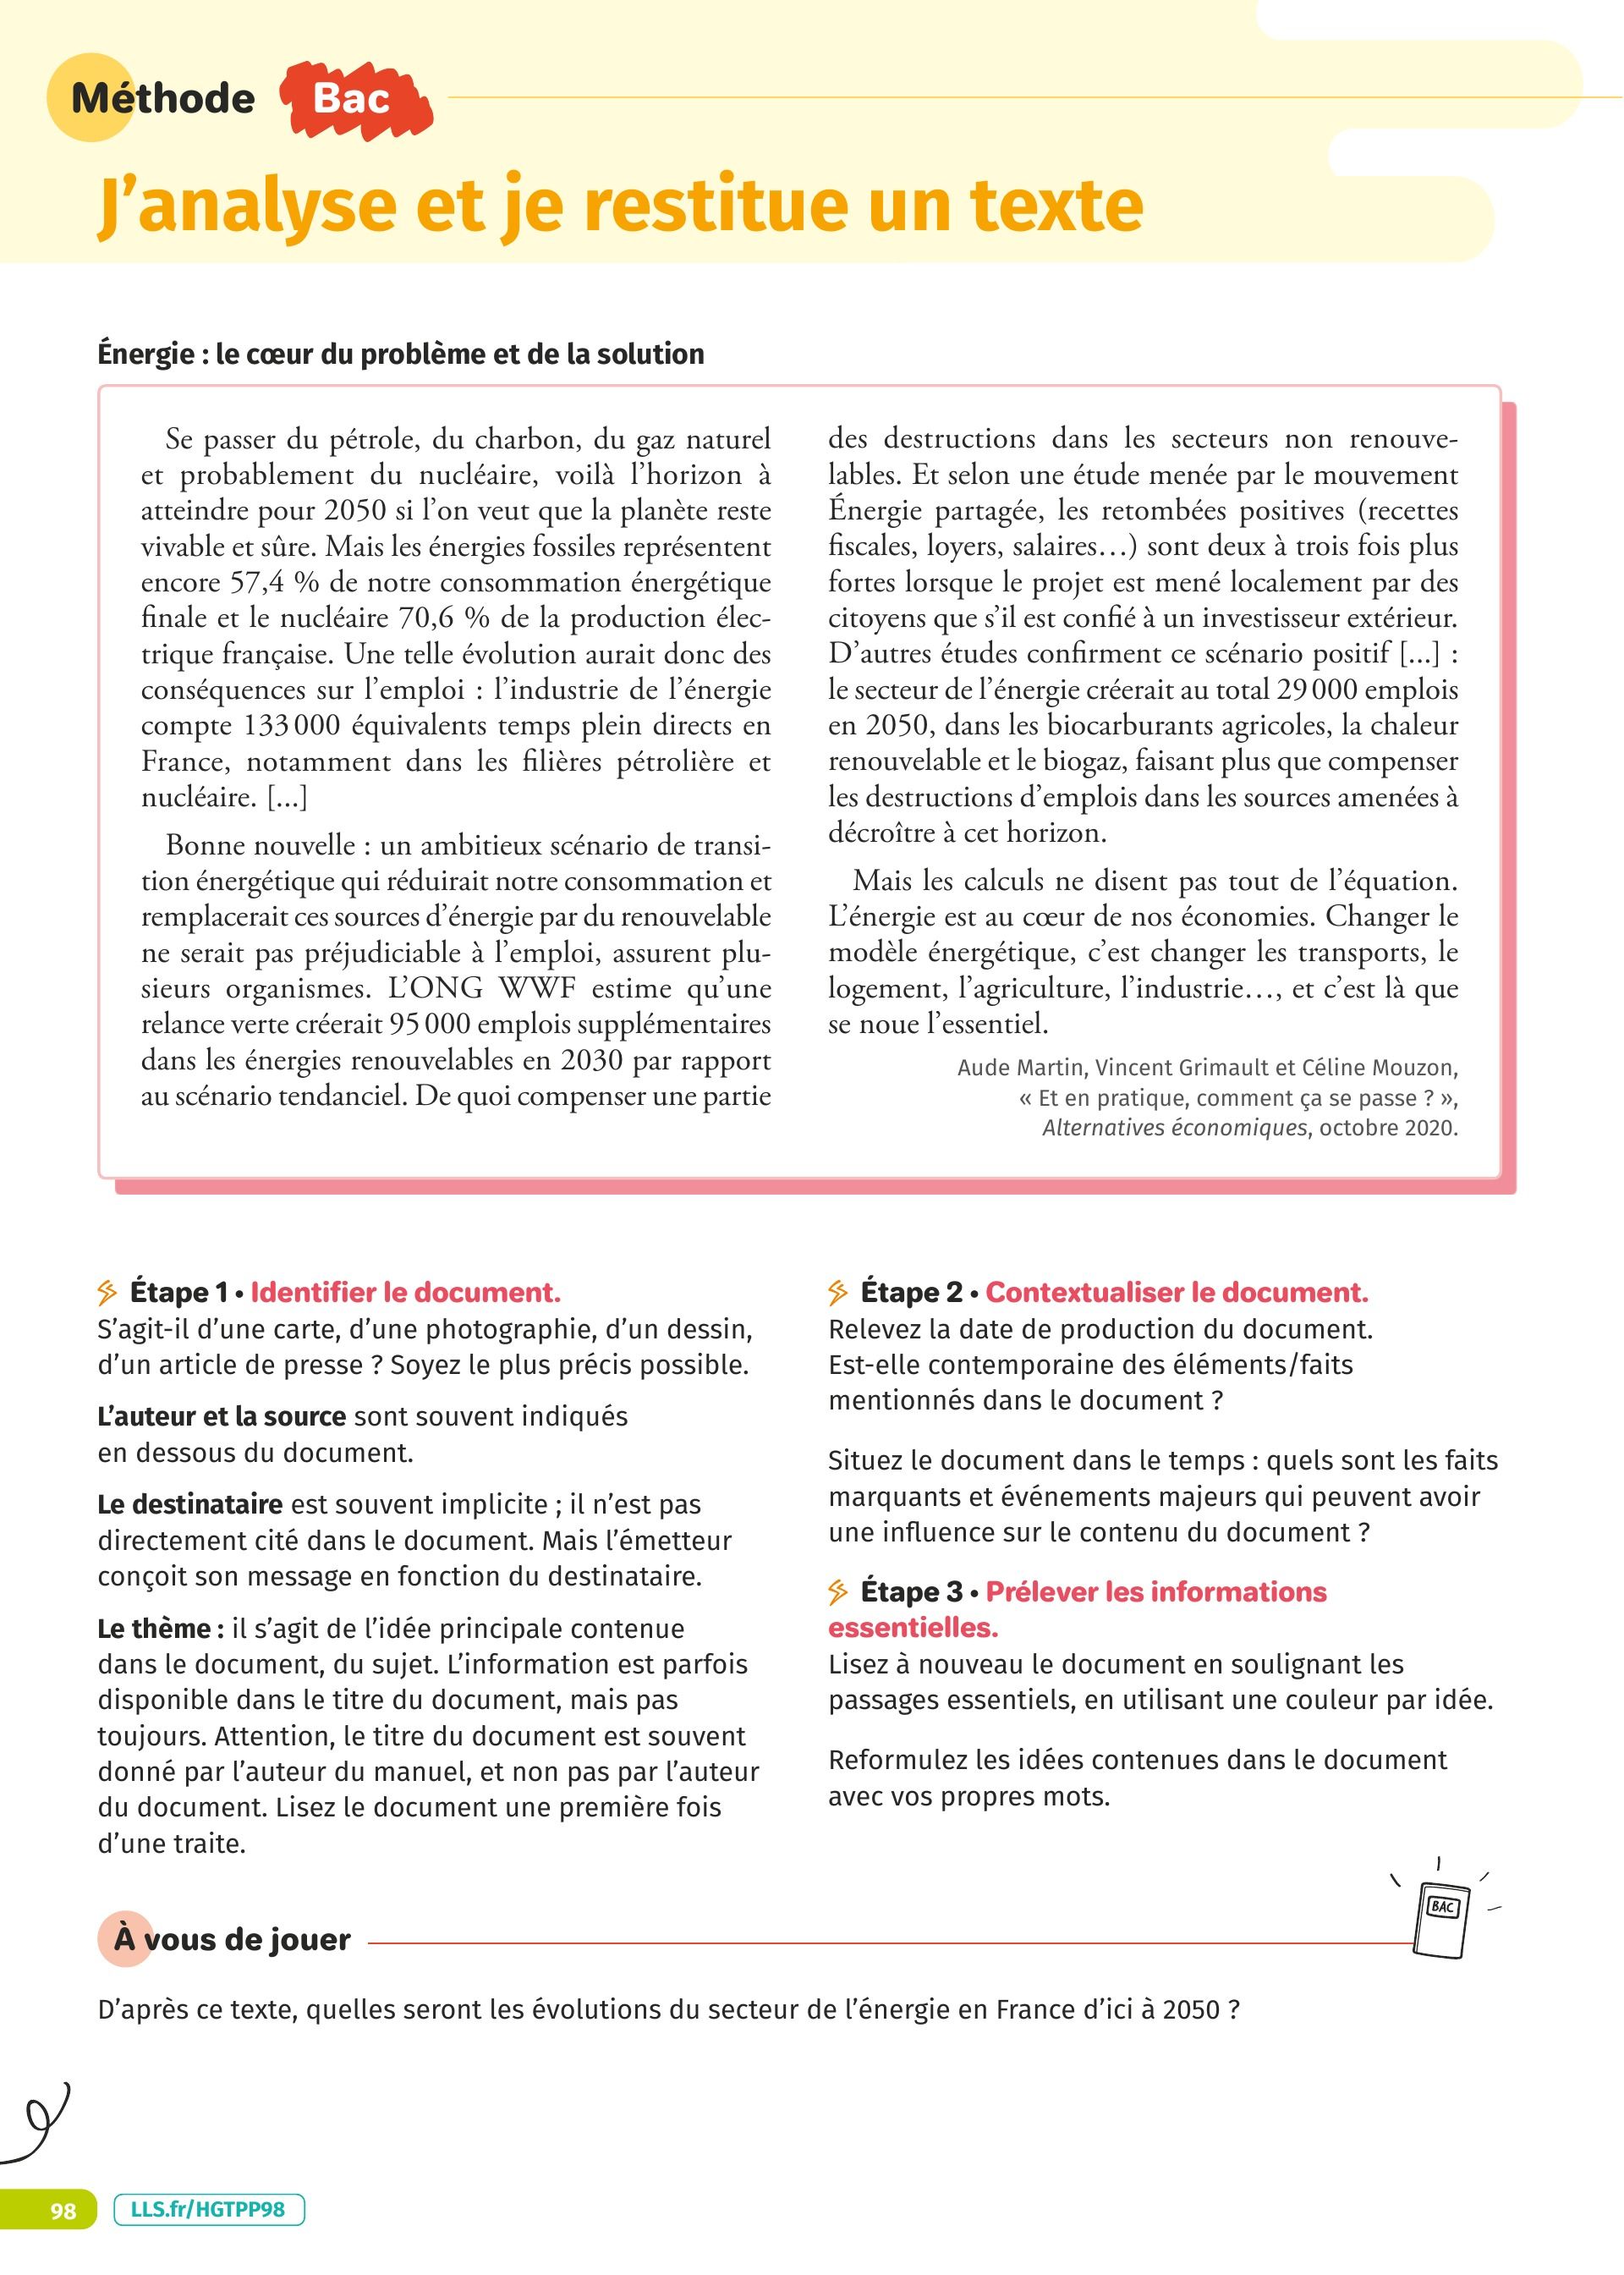 Méthode Bac
J'analyse et je restitue un texte
Énergie : le cœur du problème et de la solution
Se passer du pétrole, du charbon, du gaz naturel
et probablement du nucléaire, voilà l'horizon à
atteindre pour 2050 si l'on veut que la planète reste
vivable et sûre. Mais les énergies fossiles représentent
encore 57,4 % de notre consommation énergétique
finale et le nucléaire 70,6 % de la production élec-
trique française. Une telle évolution aurait donc des
conséquences sur l'emploi : l'industrie de l'énergie
compte 133 000 équivalents temps plein directs en
France, notamment dans les filières pétrolière et
nucléaire. [...]
Bonne nouvelle : un ambitieux scénario de transi-
tion énergétique qui réduirait notre consommation et
remplacerait ces sources d'énergie par du renouvelable
ne serait pas préjudiciable à l'emploi, assurent plu-
sieurs organismes. L'ONG WWF estime qu'une
relance verte créerait 95 000 emplois supplémentaires
dans les énergies renouvelables en 2030 par rapport
au scénario tendanciel. De quoi compenser une partie
des destructions dans les secteurs non renouve-
lables. Et selon une étude menée par le mouvement
Énergie partagée, les retombées positives (recettes
fiscales, loyers, salaires...) sont deux à trois fois plus
fortes lorsque le projet est mené localement par des
citoyens que s'il est confié à un investisseur extérieur.
D'autres études confirment ce scénario positif [...] :
le secteur de l'énergie créerait au total 29 000 emplois
en 2050, dans les biocarburants agricoles, la chaleur
renouvelable et le biogaz, faisant plus que compenser
les destructions d'emplois dans les sources amenées à
décroître à cet horizon.
Mais les calculs ne disent pas tout de l'équation.
L'énergie est au cœur de nos économies. Changer le
modèle énergétique, c'est changer les transports, le
logement, l'agriculture, l'industrie..., et c'est là que
se noue l'essentiel.
Aude Martin, Vincent Grimault et Céline Mouzon,
« Et en pratique, comment ça se passe ? »,
Alternatives économiques, octobre 2020.
Étape 1 • Identifier le document.
S'agit-il d'une carte, d'une photographie, d'un dessin,
d'un article de presse ? Soyez le plus précis possible.
L'auteur et la source sont souvent indiqués
en dessous du document.
Le destinataire est souvent implicite ; il n'est pas
directement cité dans le document. Mais l'émetteur
conçoit son message en fonction du destinataire.
Le thème : il s'agit de l'idée principale contenue
dans le document, du sujet. L'information est parfois
disponible dans le titre du document, mais pas
toujours. Attention, le titre du document est souvent
donné par l'auteur du manuel, et non pas par l'auteur
du document. Lisez le document une première fois
d'une traite.
Étape 2 • Contextualiser le document.
Relevez la date de production du document.
Est-elle contemporaine des éléments/faits
mentionnés dans le document ?
Situez le document dans le temps : quels sont les faits
marquants et événements majeurs qui peuvent avoir
une influence sur le contenu du document ?
Étape 3 • Prélever les informations
essentielles.
Lisez à nouveau le document en soulignant les
passages essentiels, en utilisant une couleur par idée.
Reformulez les idées contenues dans le document
avec vos propres mots.
BAC
À vous de jouer
D'après ce texte, quelles seront les évolutions du secteur de l'énergie en France d'ici à 2050 ?
98
LLS.fr/HGTPP98